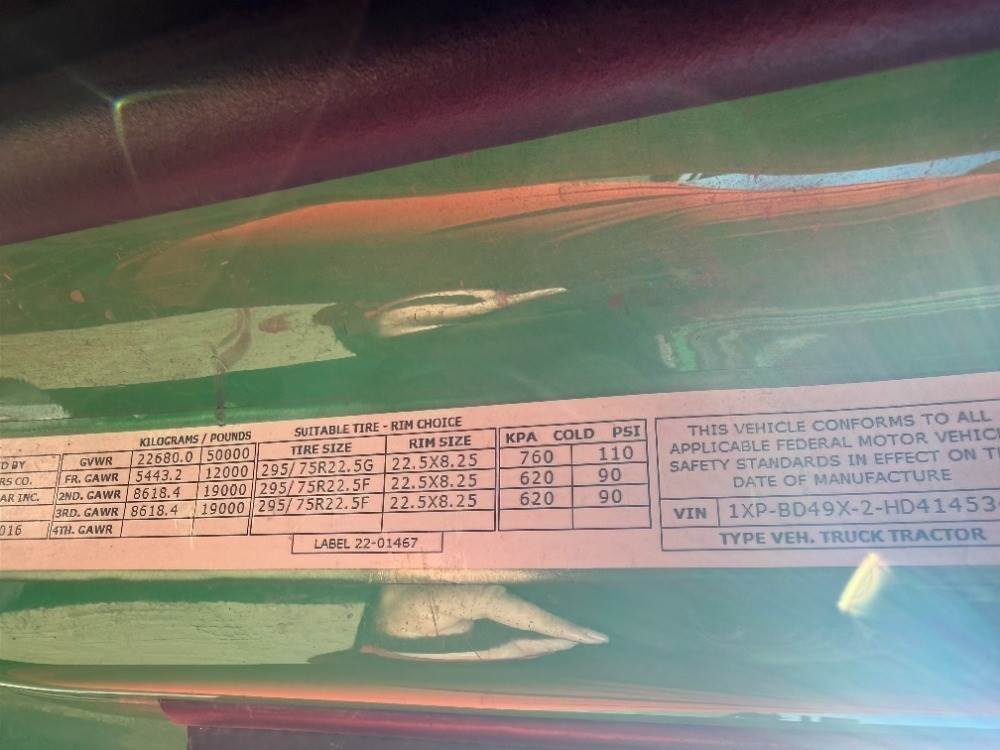 D BY
RS CO.
AR INC.
016
KILOGRAMS / POUNDS
GVWR 22680.0 50000
FR. GAWR 5443.2 12000
2ND. GAWR 8618.4 19000
3RD. GAWR 8618.4 19000
4TH. GAWR
SUITABLE TIRE - RIM CHOICE
TIRE SIZE RIM SIZE
295/75R22.5G 22.5X8.25
295/75R22.5F 22.5X8.25
295/75R22.5F 22.5X8.25
KPA COLD PSI
760 110
620 90
620 90
LABEL 22-01467
THIS VEHICLE CONFORMS TO ALL
APPLICABLE FEDERAL MOTOR VEHIC
SAFETY STANDARDS IN EFFECT ON TH
DATE OF MANUFACTURE
VIN 1XP-BD49X-2-HD41453
TYPE VEH. TRUCK TRACTOR